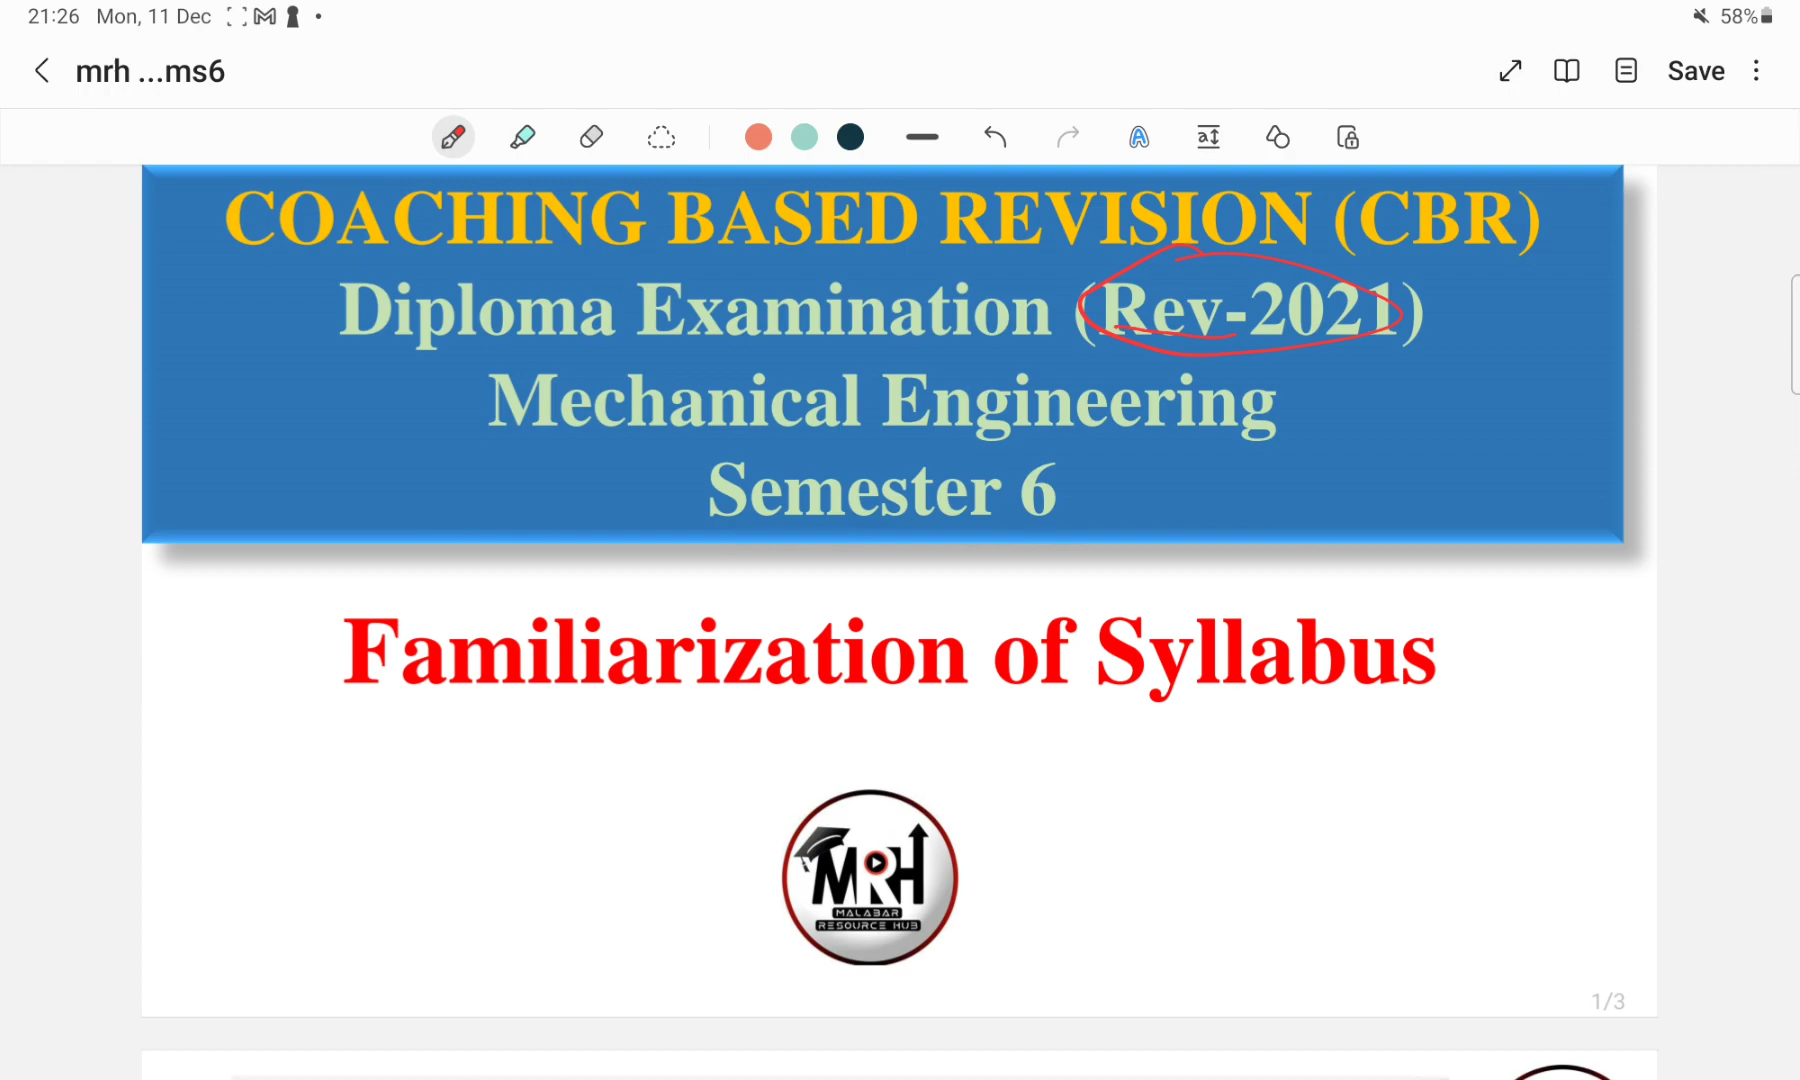 21:26 Mon, 11 Dec
58%
mrh ...ms6
Save
COACHING BASED REVISION (CBR)
Diploma Examination (Rev-2021)
Mechanical Engineering
Semester 6
Familiarization of Syllabus
MRH
MALABAR
RESOURCE HUB
1/3